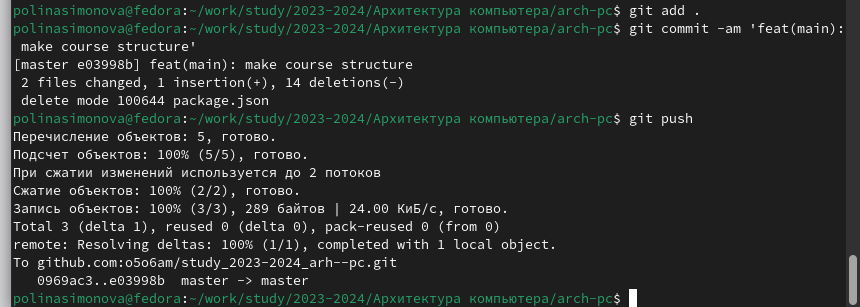 polinasimonova@fedora:~/work/study/2023-2024/Архитектура компьютера/arch-pc$ git add .
polinasimonova@fedora:~/work/study/2023-2024/Архитектура компьютера/arch-pc$ git commit -am 'feat(main):
 make course structure'
[master e03998b] feat(main): make course structure
 2 files changed, 1 insertion(+), 14 deletions(-)
 delete mode 100644 package.json
polinasimonova@fedora:~/work/study/2023-2024/Архитектура компьютера/arch-pc$ git push
Перечисление объектов: 5, готово.
Подсчет объектов: 100% (5/5), готово.
При сжатии изменений используется до 2 потоков
Сжатие объектов: 100% (2/2), готово.
Запись объектов: 100% (3/3), 289 байтов | 24.00 КиБ/с, готово.
Total 3 (delta 1), reused 0 (delta 0), pack-reused 0 (from 0)
remote: Resolving deltas: 100% (1/1), completed with 1 local object.
To github.com:o5o6am/study_2023-2024_arh--pc.git
   0969ac3..e03998b  master -> master
polinasimonova@fedora:~/work/study/2023-2024/Архитектура компьютера/arch-pc$